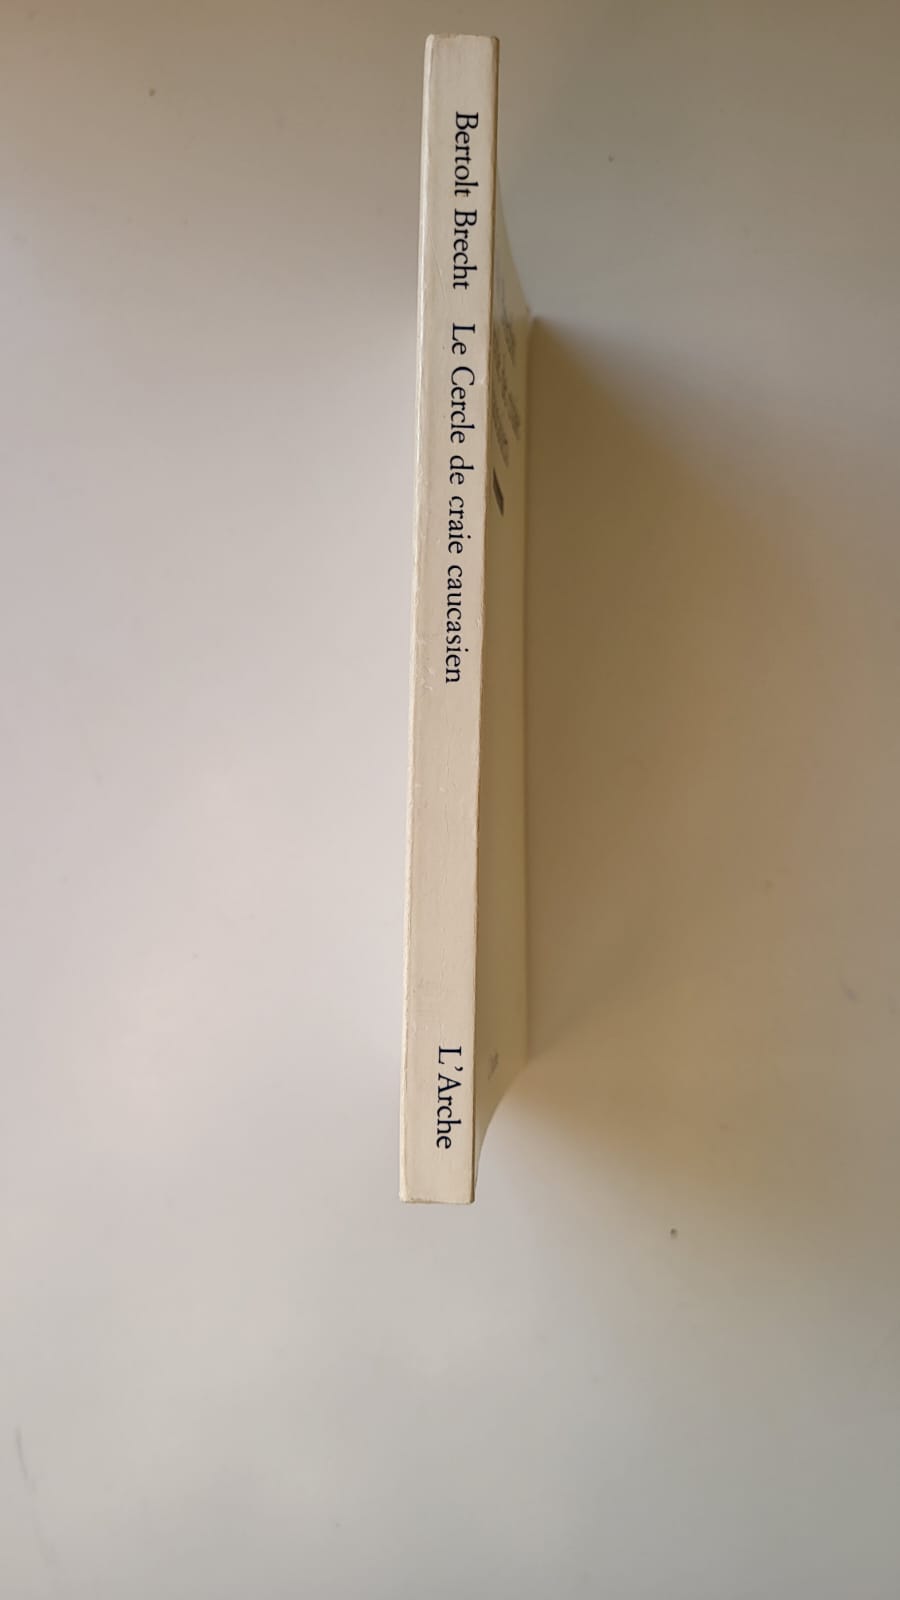 Bertolt Brecht Le Cercle de craie caucasien L'Arche